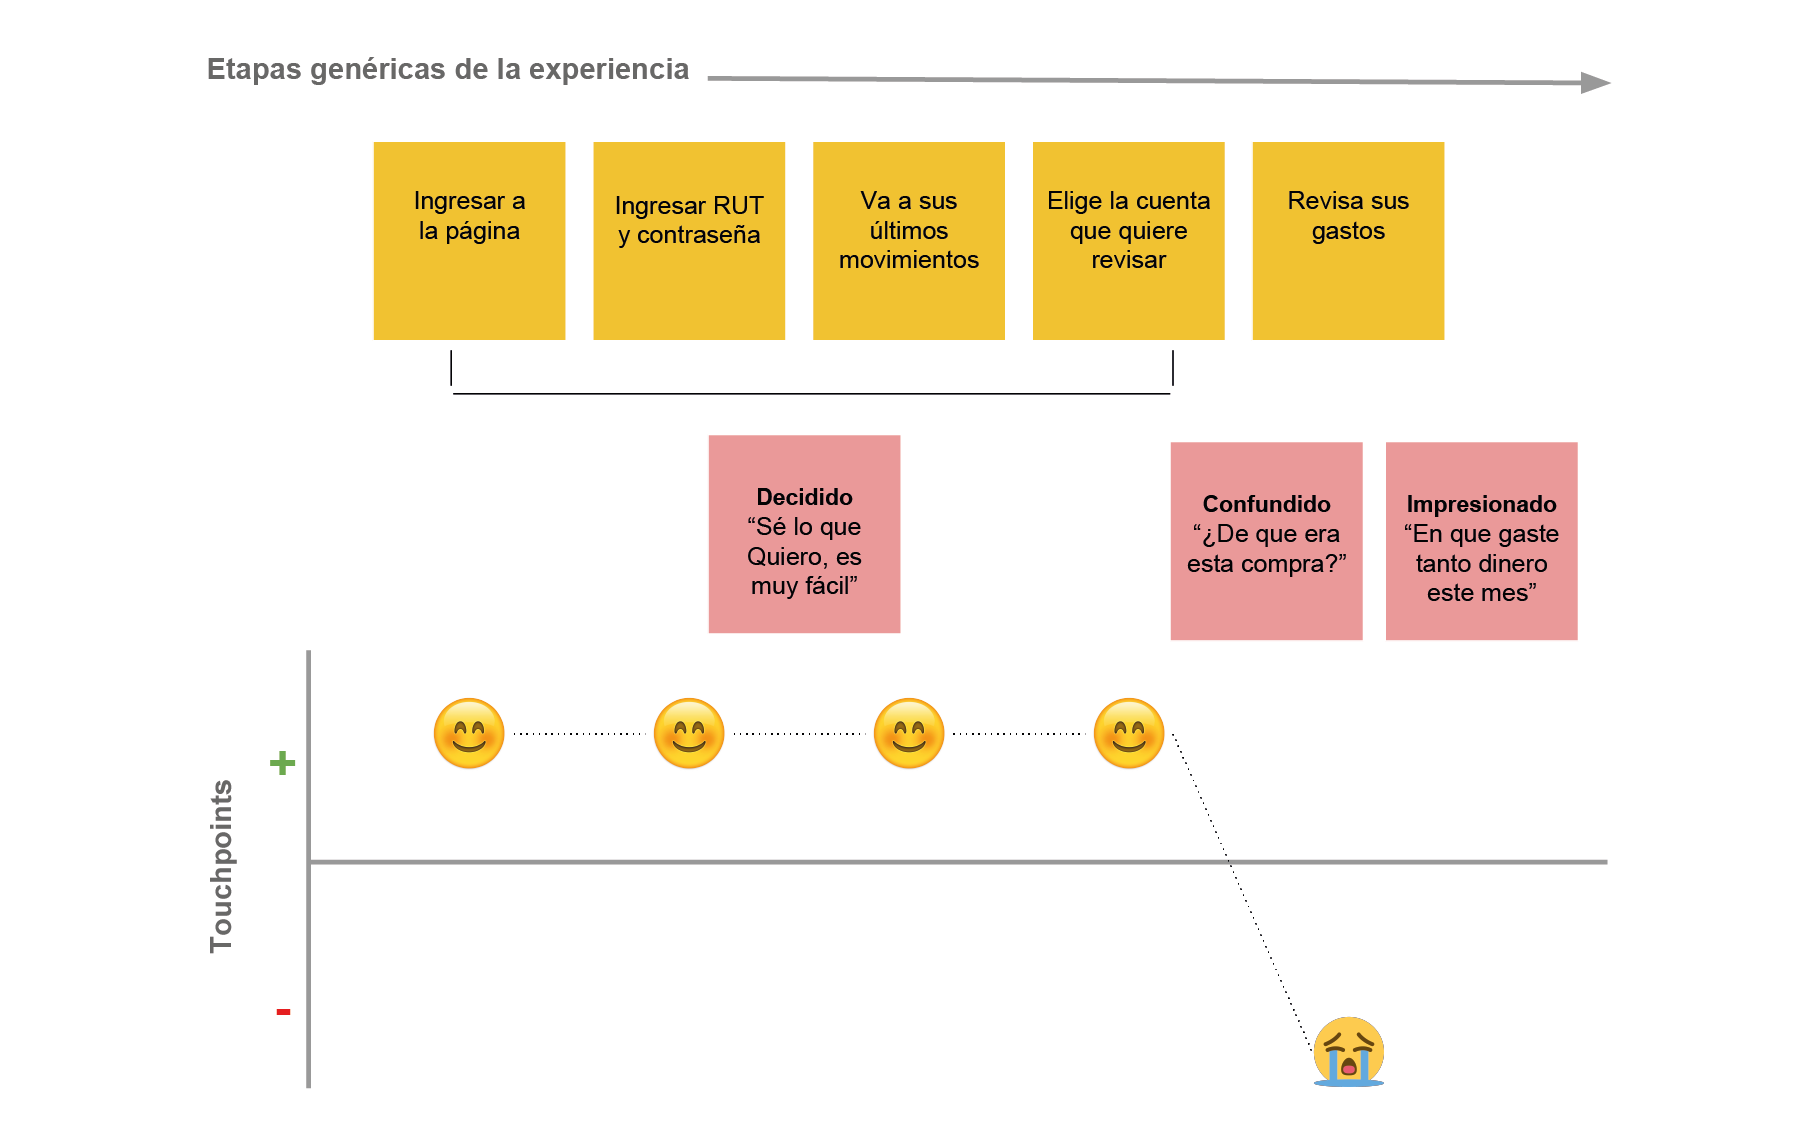 Etapas genéricas de la experiencia
Ingresar a
la página
Ingresar RUT
y contraseña
Va a sus
últimos
movimientos
Elige la cuenta
que quiere
revisar
Revisa sus
gastos
Decidido
“Sé lo que
Quiero, es
muy fácil”
Confundido
“¿De que era
esta compra?”
Impresionado
“En que gaste
tanto dinero
este mes”
+
Touchpoints
-